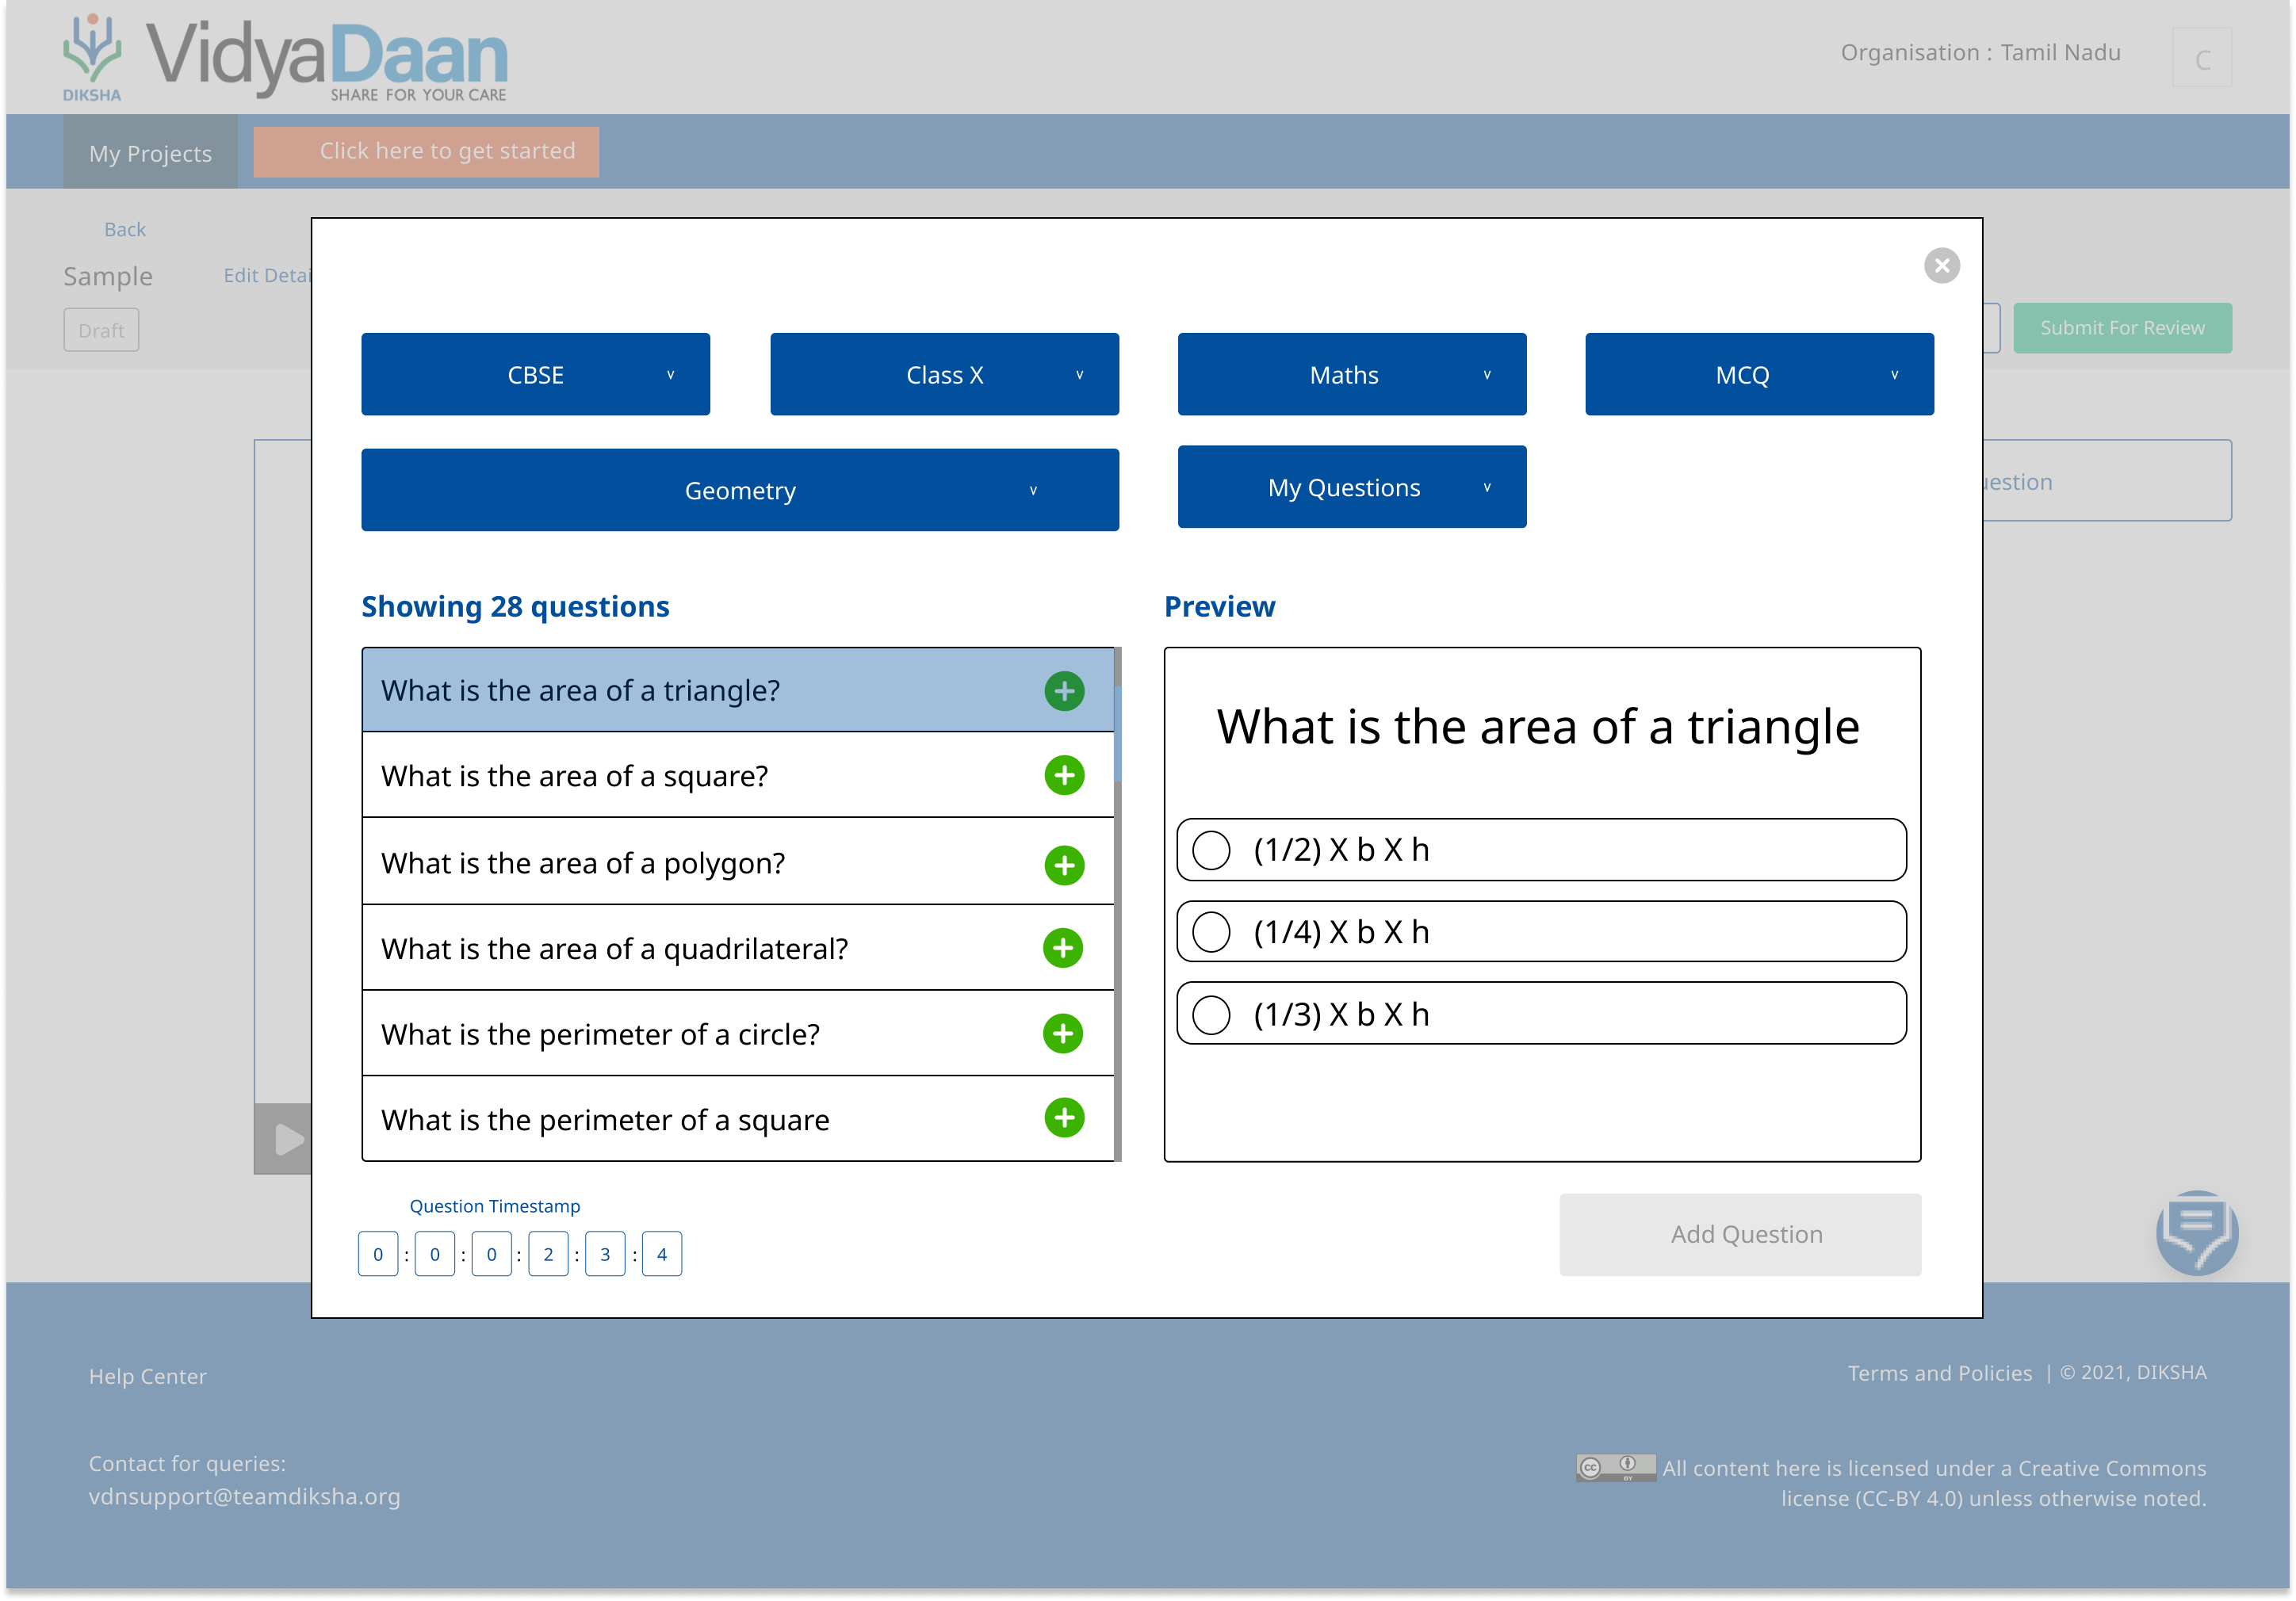 DIKSHA
VidyaDaan
SHARE FOR YOUR CARE
Organisation : Tamil Nadu
C
My Projects
Click here to get started
Back
Sample
Edit Detai
Draft
Submit For Review
CBSE v
Class X v
Maths v
MCQ v
Geometry v
My Questions v
uestion
Showing 28 questions
What is the area of a triangle?
What is the area of a square?
What is the area of a polygon?
What is the area of a quadrilateral?
What is the perimeter of a circle?
What is the perimeter of a square
Preview
What is the area of a triangle
(1/2) X b X h
(1/4) X b X h
(1/3) X b X h
Question Timestamp
0 : 0 : 0 : 2 : 3 : 4
Add Question
Help Center
Terms and Policies | © 2021, DIKSHA
Contact for queries:
vdnsupport@teamdiksha.org
CC BY All content here is licensed under a Creative Commons
license (CC-BY 4.0) unless otherwise noted.